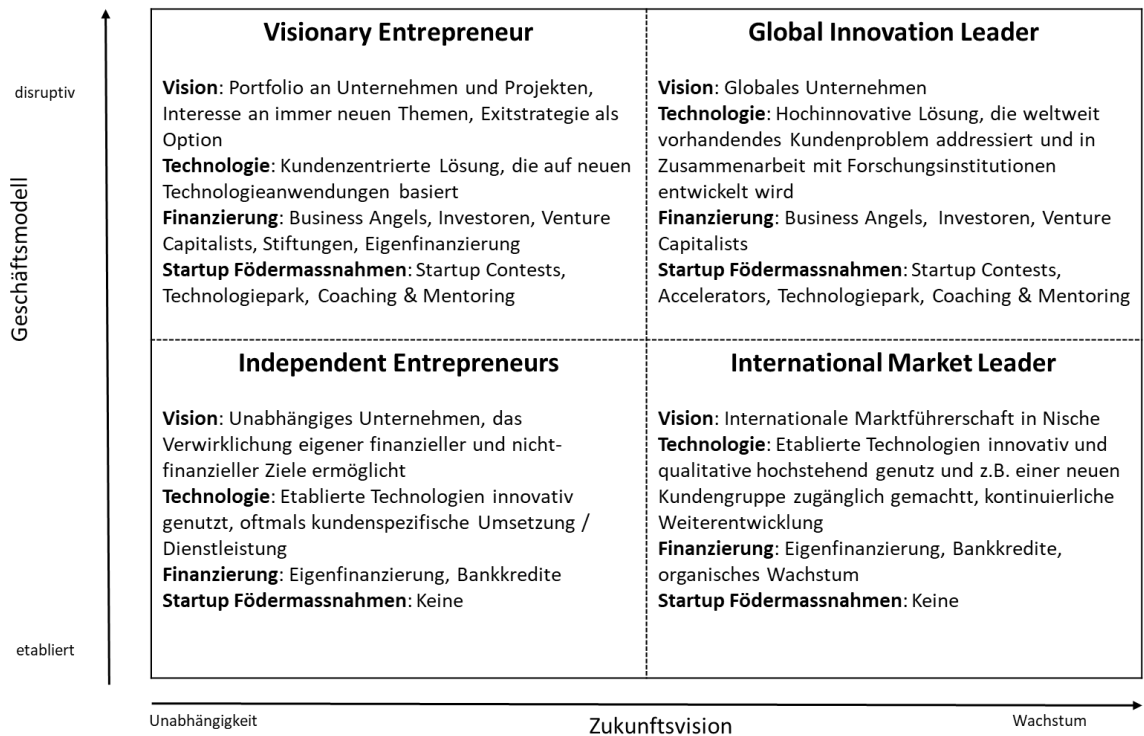 Visionary Entrepreneur
Vision: Portfolio an Unternehmen und Projekten,
Interesse an immer neuen Themen, Exitstrategie als
Option
Technologie: Kundenzentrierte Lösung, die auf neuen
Technologieanwendungen basiert
Finanzierung: Business Angels, Investoren, Venture
Capitalists, Stiftungen, Eigenfinanzierung
Startup Födermassnahmen: Startup Contests,
Technologiepark, Coaching & Mentoring
Global Innovation Leader
Vision: Globales Unternehmen
Technologie: Hochinnovative Lösung, die weltweit
vorhandendes Kundenproblem addressiert und in
Zusammenarbeit mit Forschungsinstitutionen
entwickelt wird
Finanzierung: Business Angels, Investoren, Venture
Capitalists
Startup Födermassnahmen: Startup Contests,
Accelerators, Technologiepark, Coaching & Mentoring
Independent Entrepreneurs
Vision: Unabhängiges Unternehmen, das
Verwirklichung eigener finanzieller und nicht-
finanzieller Ziele ermöglicht
Technologie: Etablierte Technologien innovativ
genutzt, oftmals kundenspezifische Umsetzung /
Dienstleistung
Finanzierung: Eigenfinanzierung, Bankkredite
Startup Födermassnahmen: Keine
International Market Leader
Vision: Internationale Marktführerschaft in Nische
Technologie: Etablierte Technologien innovativ und
qualitative hochstehend genutz und z.B. einer neuen
Kundengruppe zugänglich gemachtt, kontinuierliche
Weiterentwicklung
Finanzierung: Eigenfinanzierung, Bankkredite,
organisches Wachstum
Startup Födermassnahmen: Keine
disruptiv
Geschäftsmodell
etabliert
Unabhängigkeit
Zukunftsvision
Wachstum